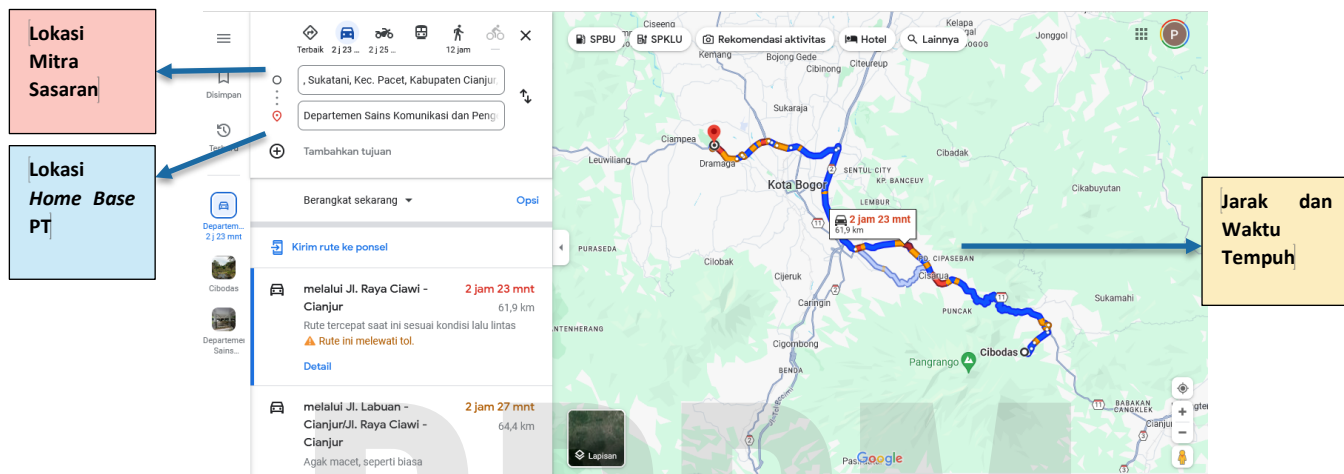 Lokasi
Mitra
Sasaran
Lokasi
Home Base
PT
Disimpan
Departem...
2 j 23 mnt
Cibodas
Departemen
Sains...
Terbaik
2 j 23 ...
2 j 25 ...
12 jam
—
, Sukatani, Kec. Pacet, Kabupaten Cianjur,
Departemen Sains Komunikasi dan Peng
Tambahkan tujuan
Berangkat sekarang
Opsi
Kirim rute ke ponsel
melalui Jl. Raya Ciawi -
Cianjur
2 jam 23 mnt
61,9 km
Rute tercepat saat ini sesuai kondisi lalu lintas
Rute ini melewati tol.
Detail
melalui Jl. Labuan -
Cianjur/Jl. Raya Ciawi -
Cianjur
2 jam 27 mnt
64,4 km
Agak macet, seperti biasa
SPBU
SPKLU
Rekomendasi aktivitas
Hotel
Lainnya
P
Ciseeng
Kelapa
Jonggol
Kemang
Bojong Gede
Cibinong
Citeureup
Sukaraja
Ciampea
Leuwiliang
Dramaga
Cibadak
SENTUL CITY
KP. BANCEUY
Kota Bogor
Cikabuyutan
LEMBUR
2 jam 23 mnt
61,9 km
PURASEDA
Cilobak
CIPASEBAN
Cisarua
Cijeruk
Caringin
PUNCAK
Sukamahi
Cigombong
Cibodas
Pangrango
BENDA
BABAKAN
CANGKLEK
Cianju
Lapisan
Google
Jarak dan
Waktu
Tempuh